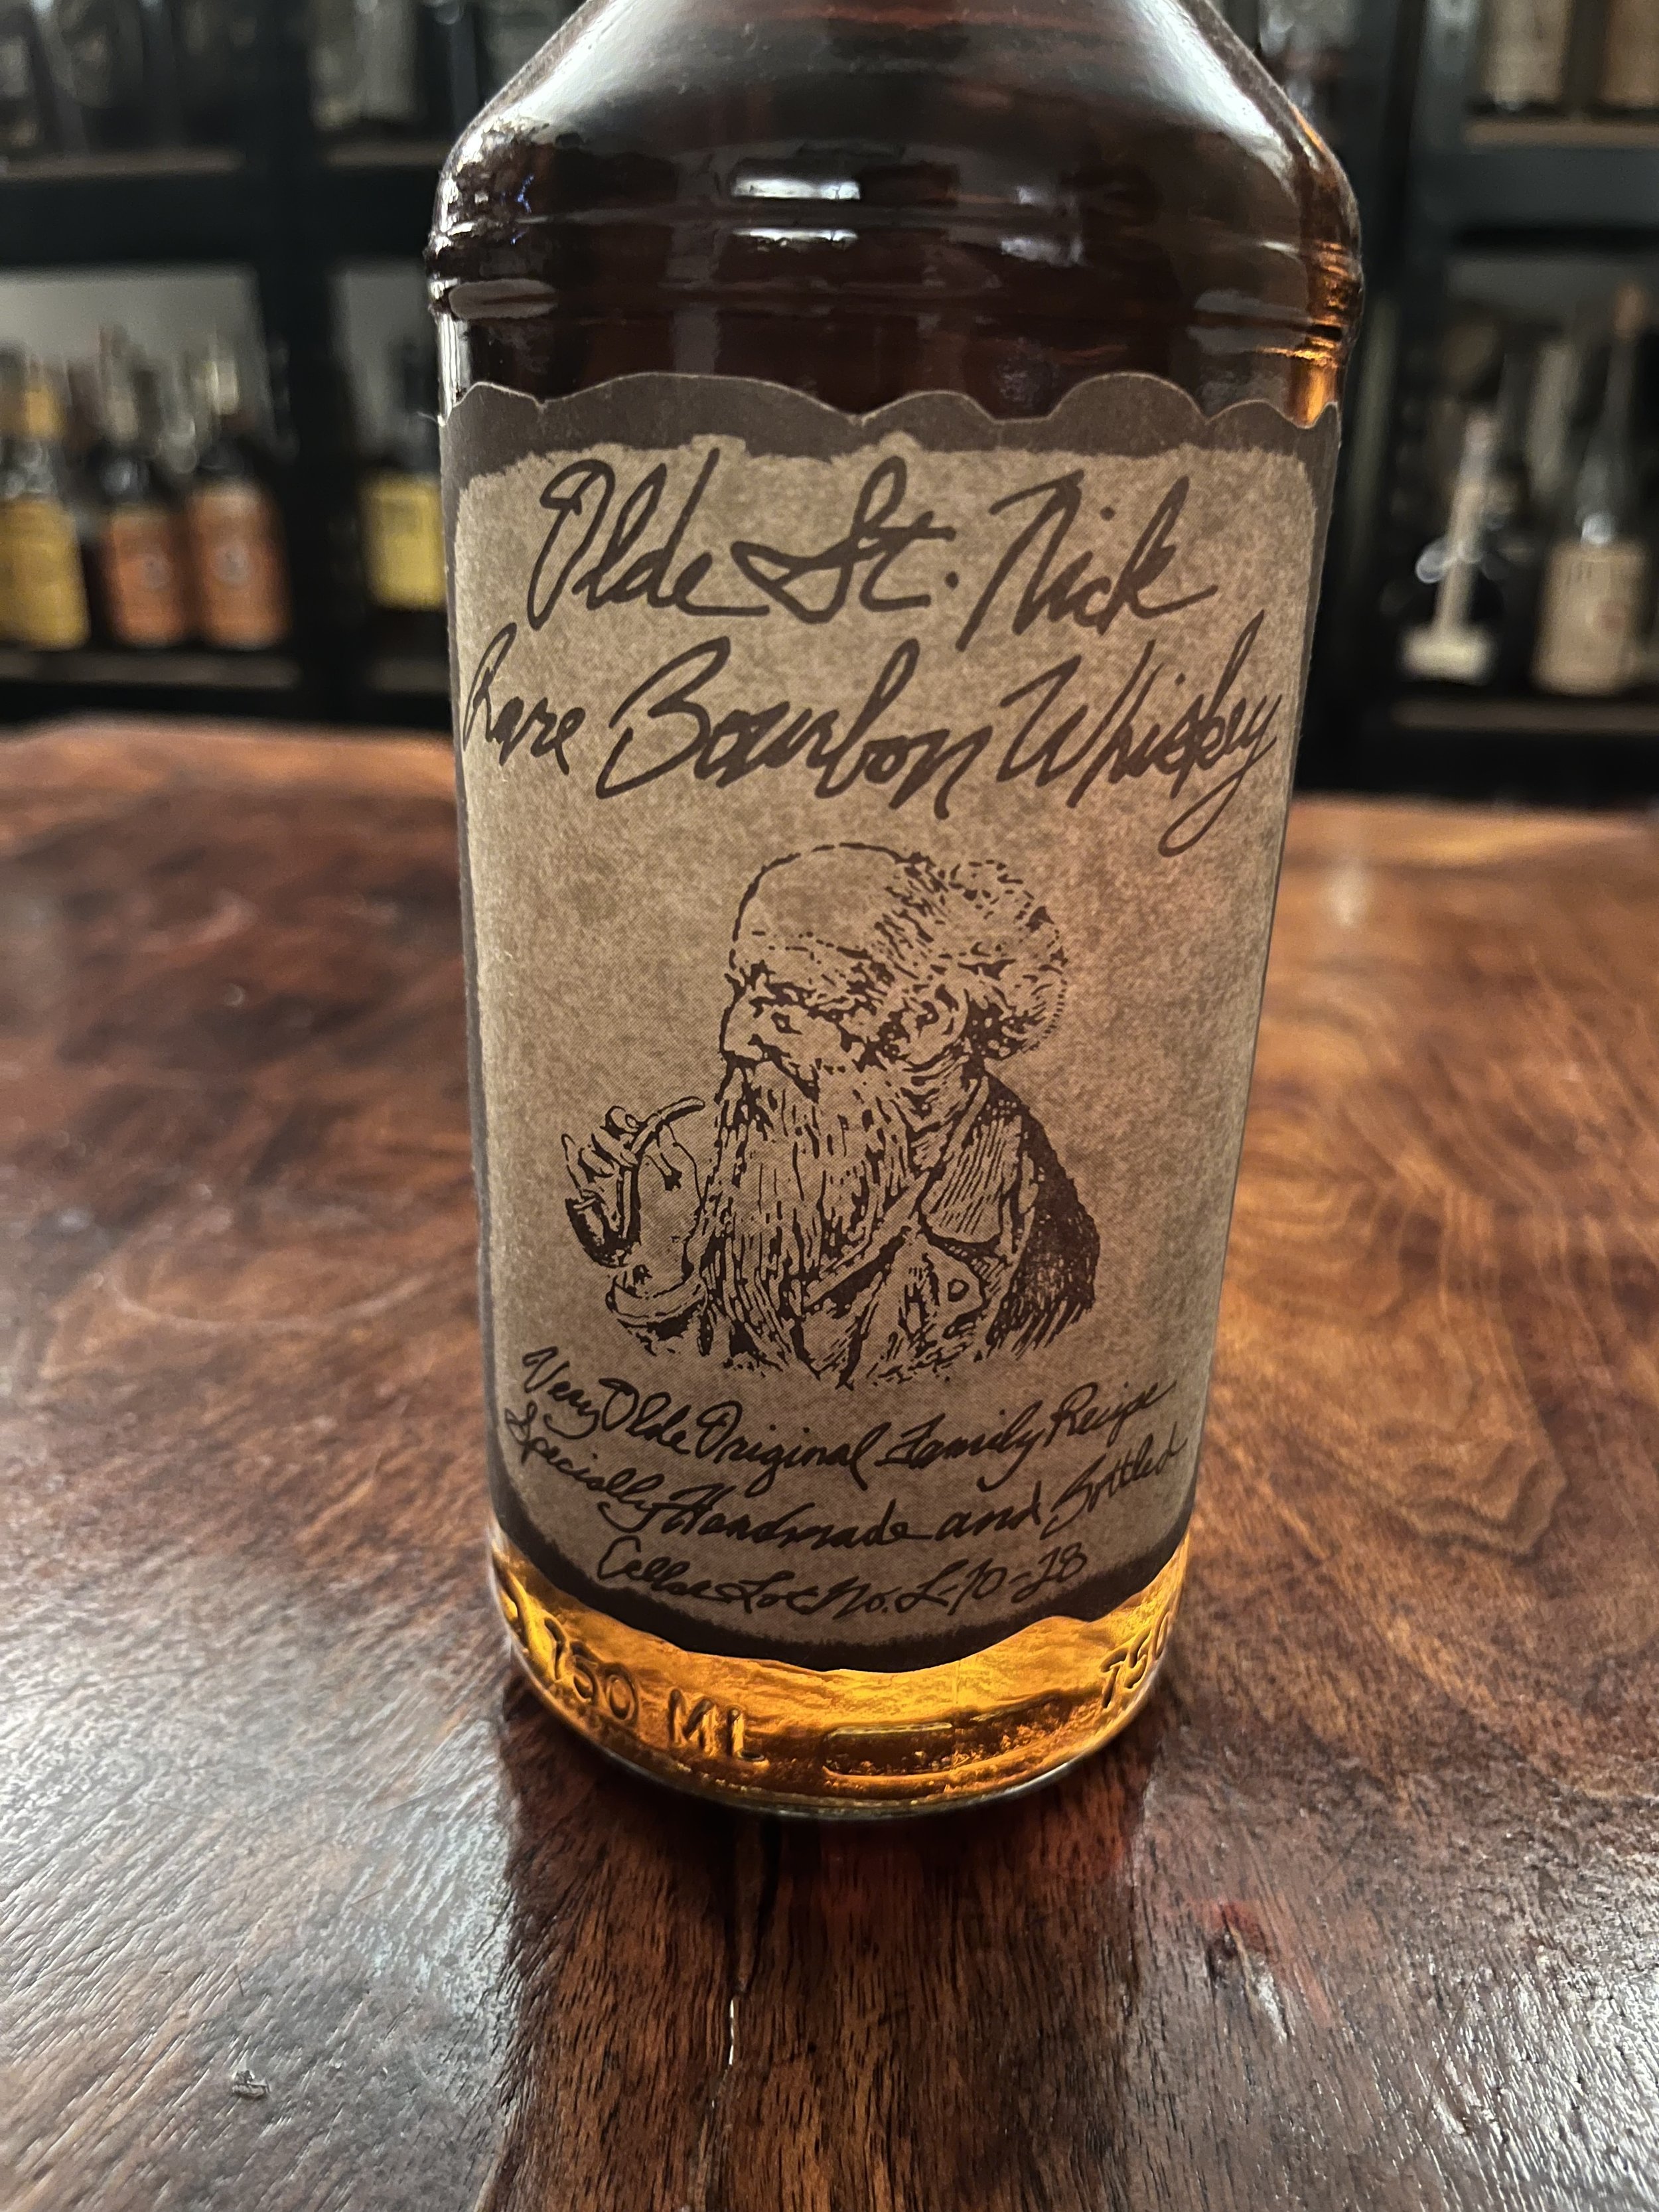 Olde St. Nick
Rare Bourbon Whiskey
Very Olde Original Family Recipe
Specially Handmade and Bottled
Cellar Lot No. L-10-28
750 ML
750